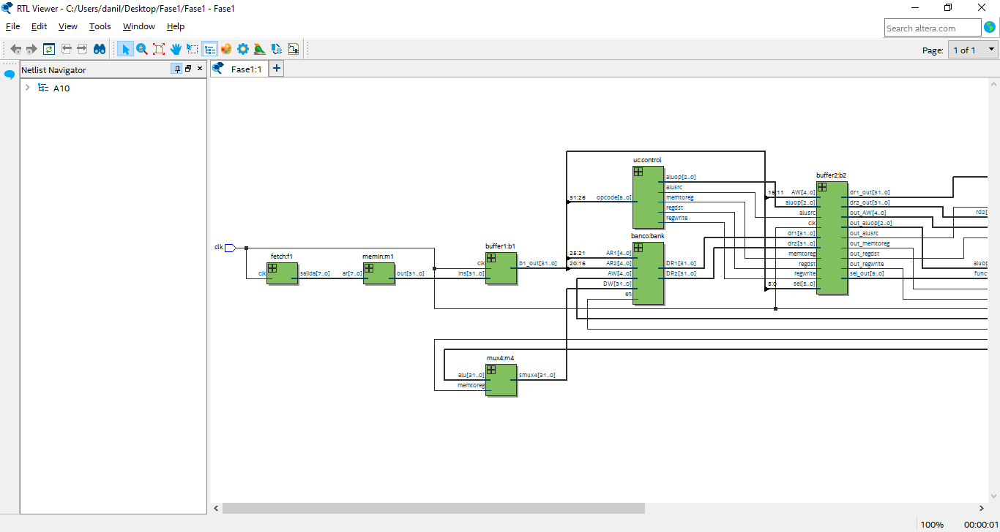 RTL Viewer - C:/Users/danil/Desktop/Fase1/Fase1 - Fase1
File Edit View Tools Window Help
Search altera.com
Page: 1 of 1
Netlist Navigator
Fase1:1
A10
uc:control
opcode[5..0]
aluop[2..0]
alusrc
memtoreg
regdst
regwrite
31:26
banco:bank
AR1[4..0]
AR2[4..0]
AW[4..0]
DW[31..0]
en
DR1[31..0]
DR2[31..0]
25:21
20:16
buffer2:b2
15:11
AW[4..0]
aluop[2..0]
alusrc
clk
dr1[31..0]
dr2[31..0]
memtoreg
regdst
regwrite
sel[5..0]
5:0
dr1_out[31..0]
dr2_out[31..0]
out_AW[4..0]
out_aluop[2..0]
out_alusrc
out_memtoreg
out_regdst
out_regwrite
sel_out[5..0]
rd2[
aluop
func
clk
fetch:f1
clk
salida[7..0]
memin:m1
ar[7..0]
out[31..0]
buffer1:b1
clk
ins[31..0]
b1_out[31..0]
mux4:m4
alu[31..0]
memtoreg
smux4[31..0]
100% 00:00:01